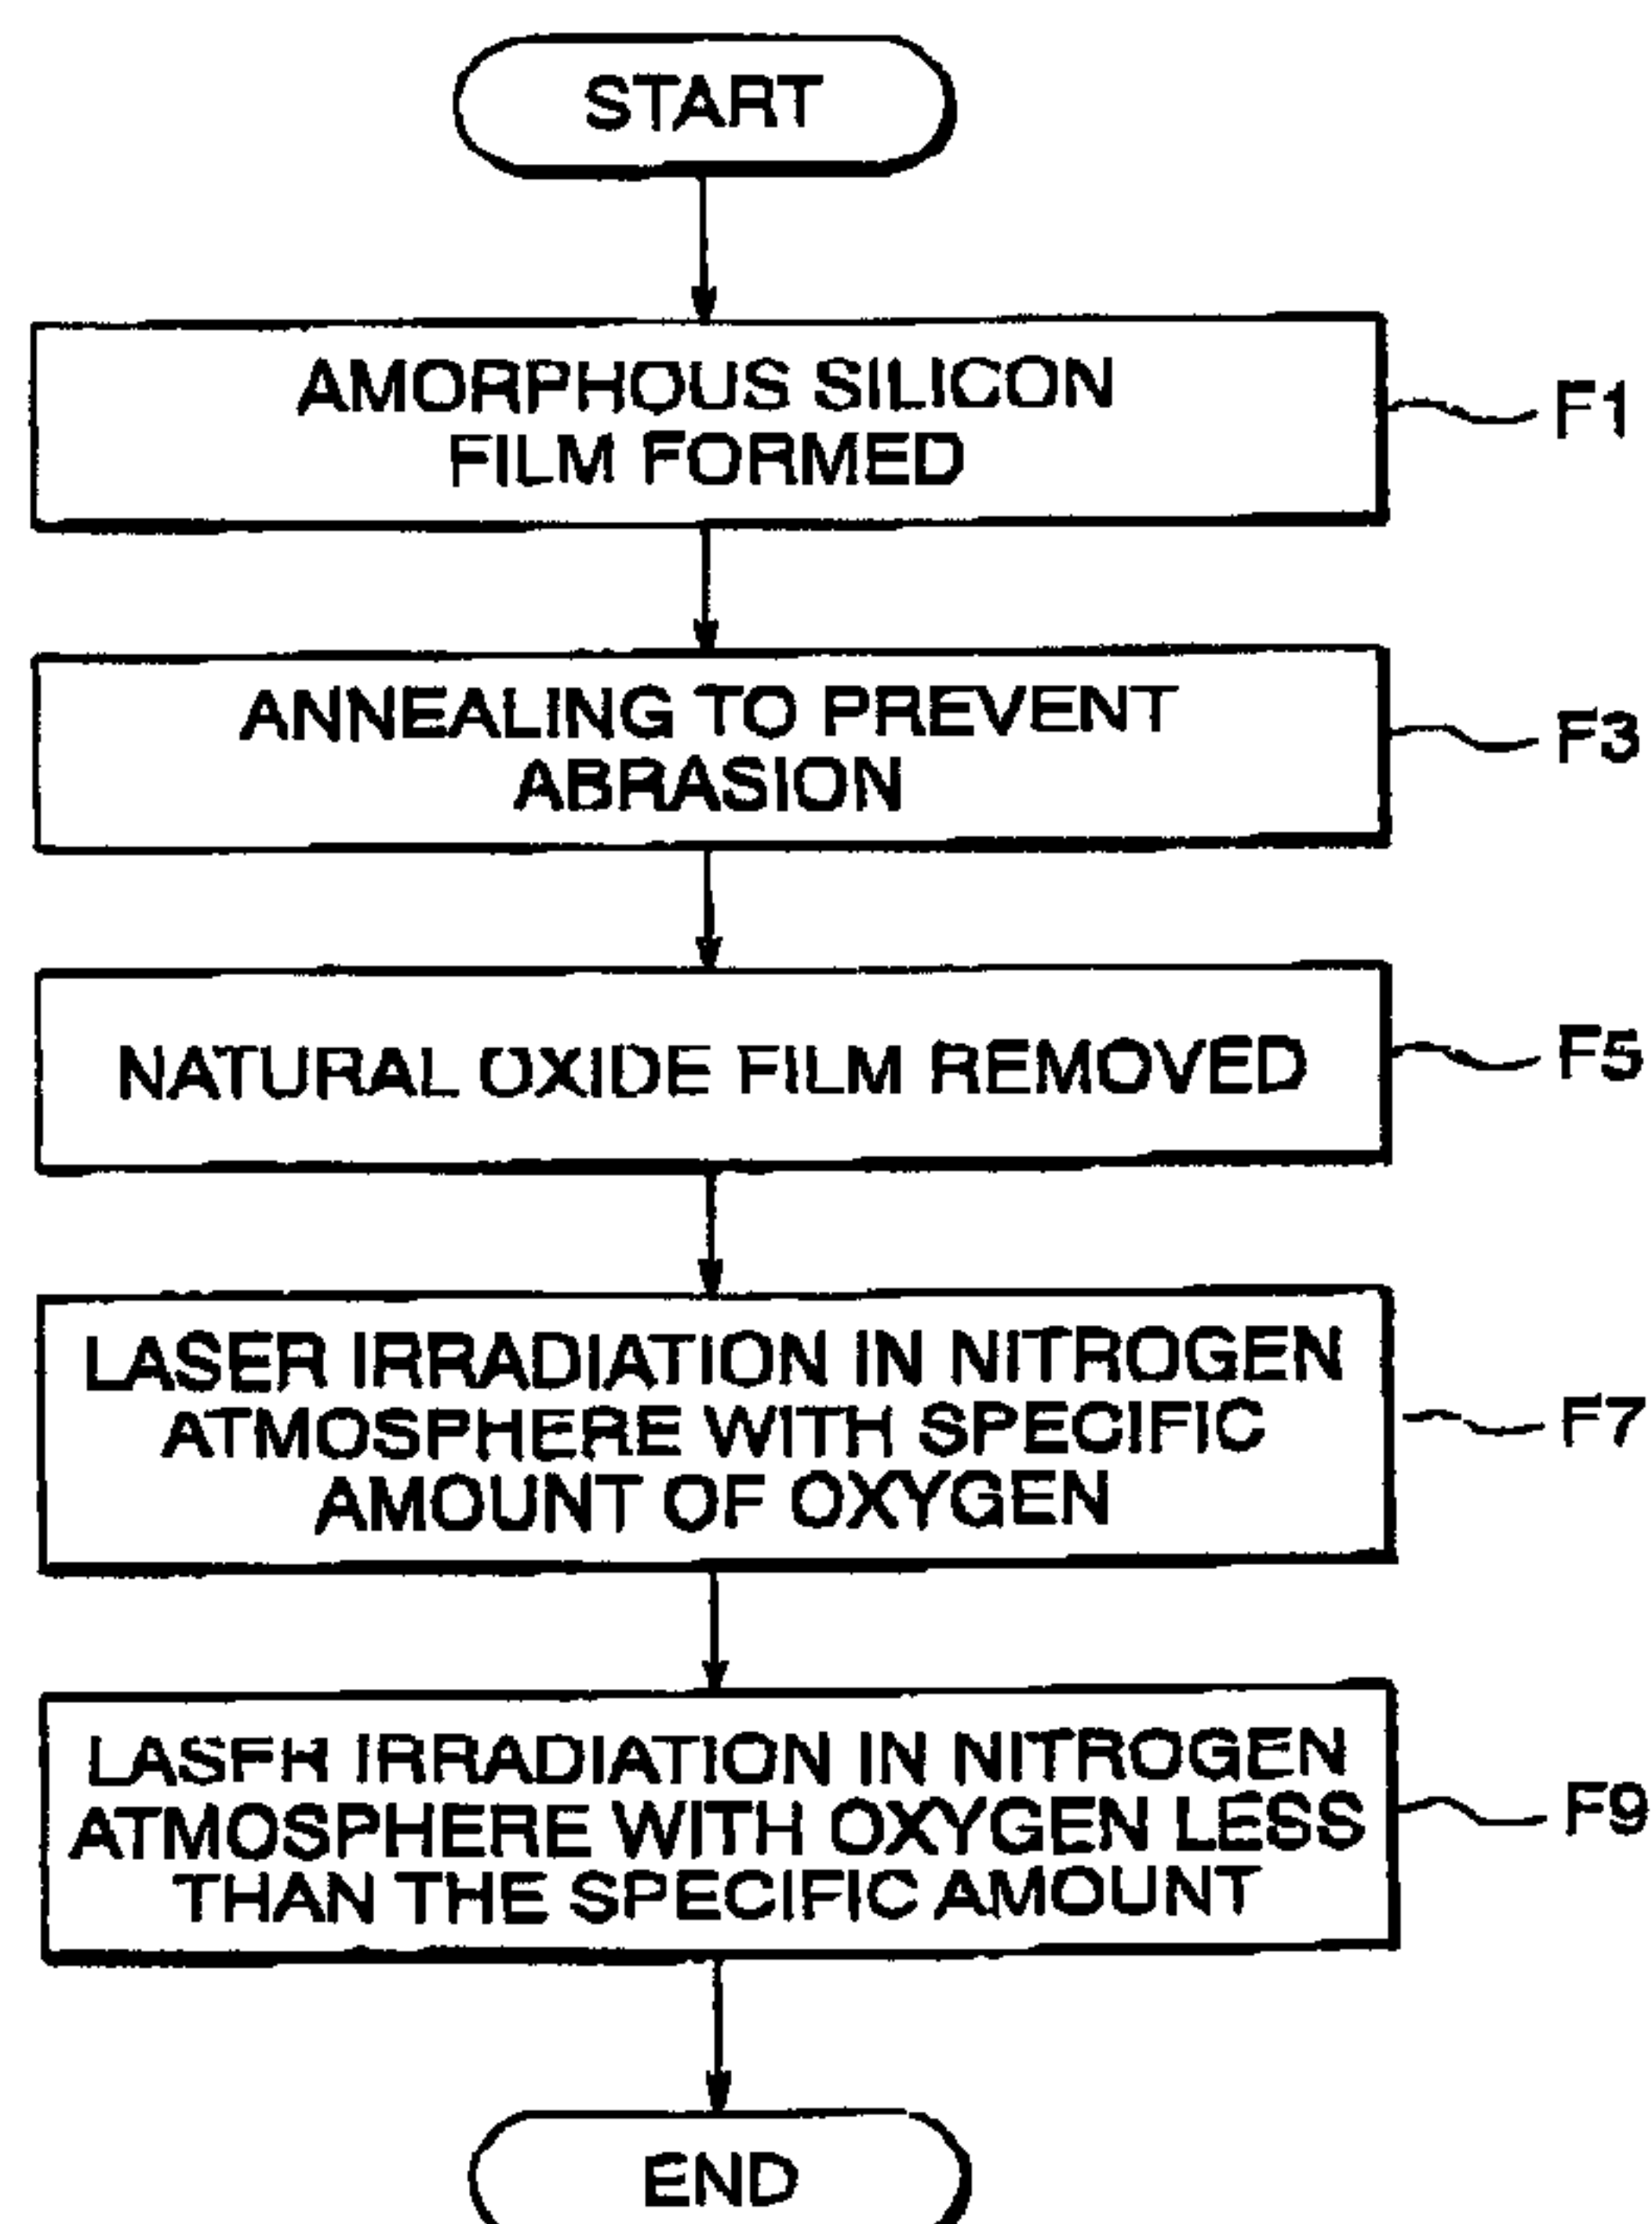 START
AMORPHOUS SILICON
FILM FORMED
F1
ANNEALING TO PREVENT
ABRASION
F3
NATURAL OXIDE FILM REMOVED
F5
LASER IRRADIATION IN NITROGEN
ATMOSPHERE WITH SPECIFIC
AMOUNT OF OXYGEN
F7
LASER IRRADIATION IN NITROGEN
ATMOSPHERE WITH OXYGEN LESS
THAN THE SPECIFIC AMOUNT
F9
END